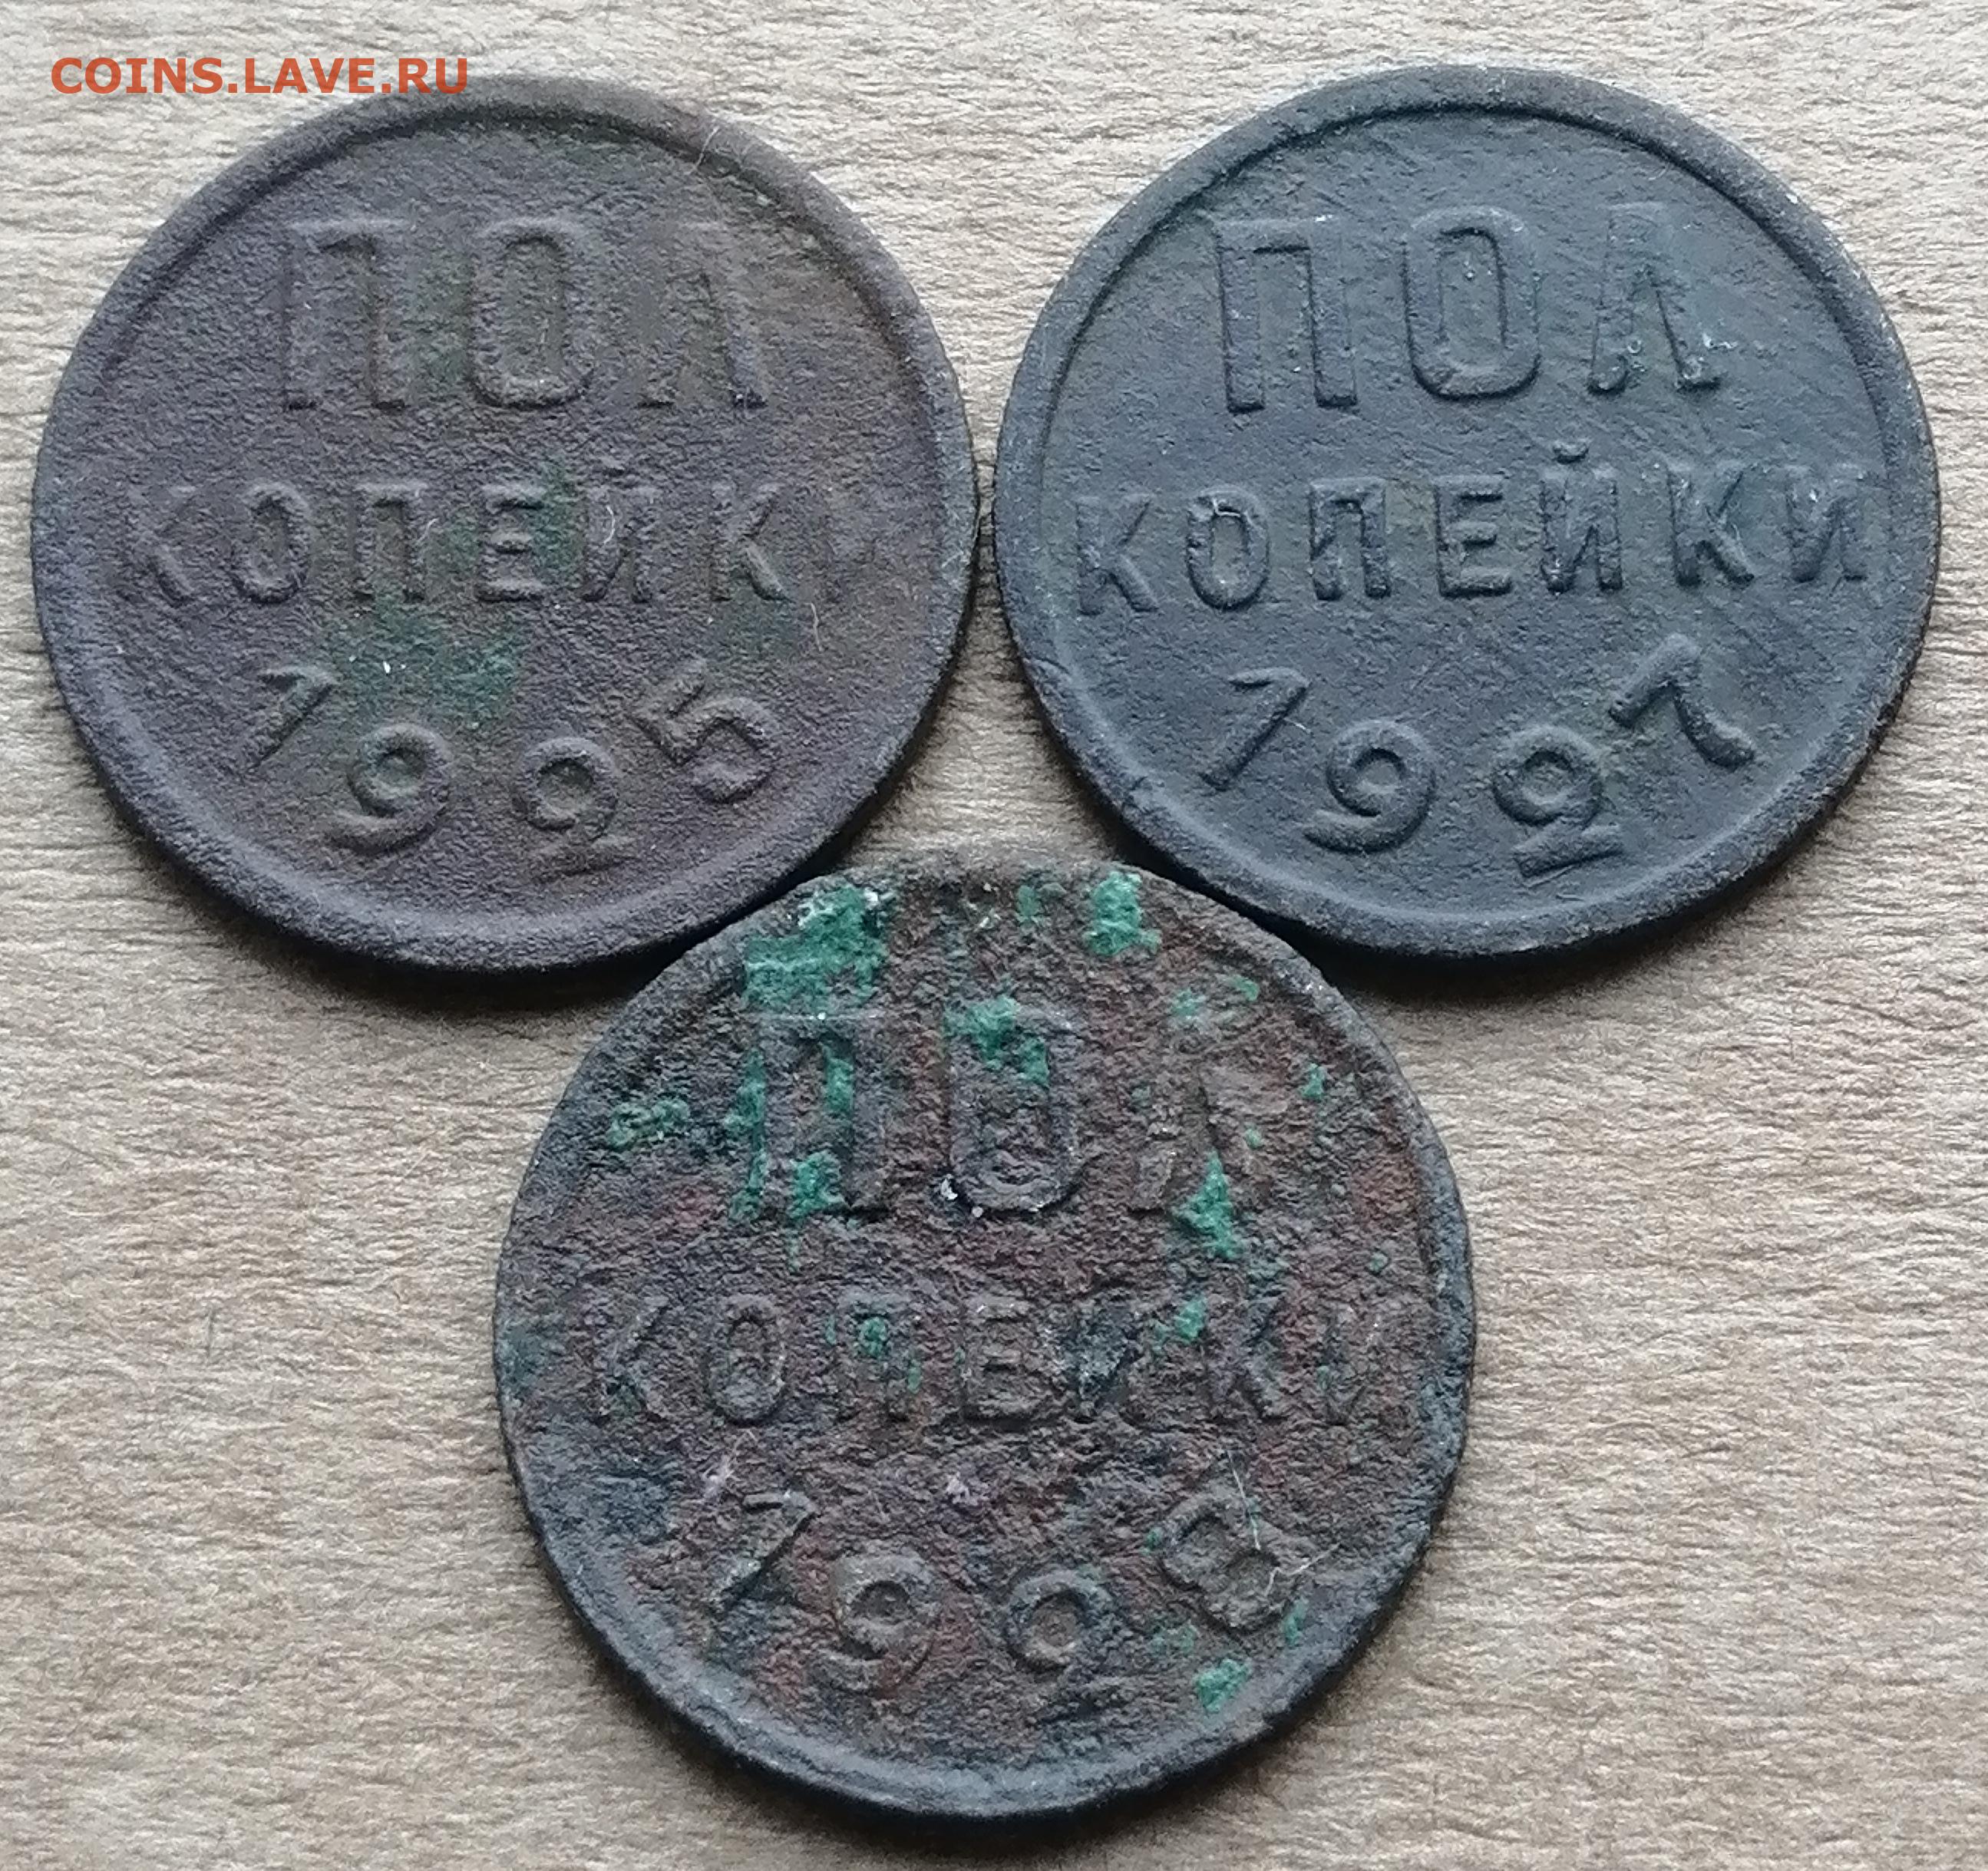 COINS.LAVE.RU
ПОЛ
КОПЕЙКИ
1925
ПОЛ
КОПЕЙКИ
1927
ПОЛ
КОПЕЙКИ
1928